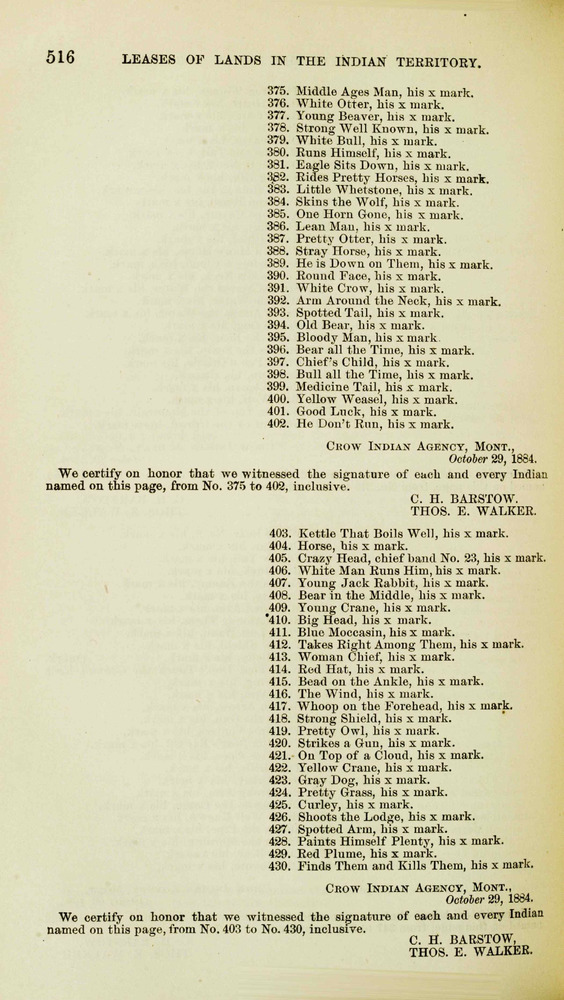 516 LEASES OF LANDS IN THE INDIAN TERRITORY.
375. Middle Ages Man, his x mark.
376. White Otter, his x mark.
377. Young Beaver, his x mark.
378. Strong Well Known, his x mark.
379. White Bull, his x mark.
380. Runs Himself, his x mark.
381. Eagle Sits Down, his x mark.
382. Rides Pretty Horses, his x mark.
383. Little Whetstone, his x mark.
384. Skins the Wolf, his x mark.
385. One Horn Gone, his x mark.
386. Lean Man, his x mark.
387. Pretty Otter, his x mark.
388. Stray Horse, his x mark.
389. He is Down on Them, his x mark.
390. Round Face, his x mark.
391. White Crow, his x mark.
392. Arm Around the Neck, his x mark.
393. Spotted Tail, his x mark.
394. Old Bear, his x mark.
395. Bloody Man, his x mark
396. Bear all the Time, his x mark.
397. Chief's Child, his x mark.
398. Bull all the Time, his x mark.
399. Medicine Tail, his x mark.
400. Yellow Weasel, his x mark.
401. Good Luck, his x mark.
402. He Don't Run, his x mark.
CROW INDIAN AGENCY, MONT.,
October 29, 1884.
We certify on honor that we witnessed the signature of each and every Indian
named on this page, from No. 375 to 402, inclusive.
C. H. BARSTOW.
THOS. E. WALKER.
403. Kettle That Boils Well, his x mark.
404. Horse, his x mark.
405. Crazy Head, chief band No. 23, his x mark.
406. White Man Runs Him, his x mark.
407. Young Jack Rabbit, his x mark.
408. Bear in the Middle, his x mark.
409. Young Crane, his x mark.
410. Big Head, his x mark.
411. Blue Moccasin, his x mark.
412. Takes Right Among Them, his x mark.
413. Woman Chief, his x mark.
414. Red Hat, his x mark.
415. Bead on the Ankle, his x mark.
416. The Wind, his x mark.
417. Whoop on the Forehead, his x mark.
418. Strong Shield, his x mark.
419. Pretty Owl, his x mark.
420. Strikes a Gun, his x mark.
421. On Top of a Cloud, his x mark.
422. Yellow Crane, his x mark.
423. Gray Dog, his x mark.
424. Pretty Grass, his x mark.
425. Curley, his x mark.
426. Shoots the Lodge, his x mark.
427. Spotted Arm, his x mark.
428. Paints Himself Plenty, his x mark.
429. Red Plume, his x mark.
430. Finds Them and Kills Them, his x mark.
CROW INDIAN AGENCY, MONT.,
October 29, 1884.
We certify on honor that we witnessed the signature of each and every Indian
named on this page, from No. 403 to No. 430, inclusive.
C. H. BARSTOW,
THOS. E. WALKER.